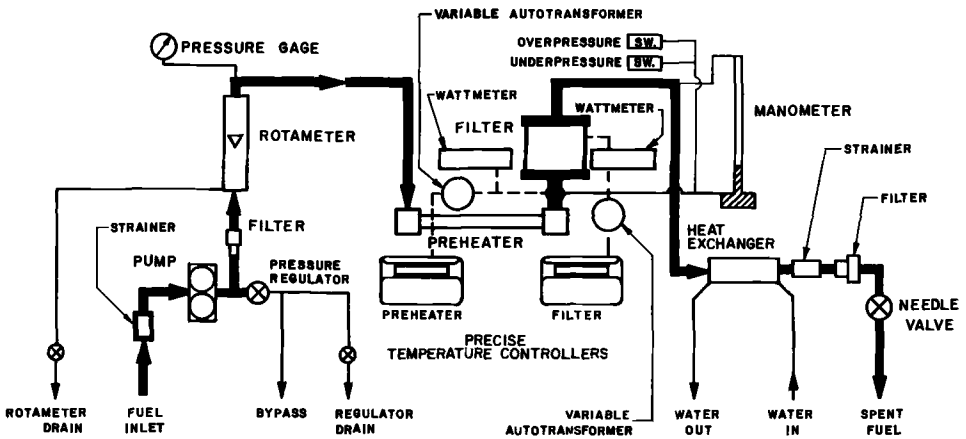 VARIABLE AUTOTRANSFORMER
OVERPRESSURE SW.
UNDERPRESSURE SW.
PRESSURE GAGE
WATTMETER
WATTMETER
MANOMETER
FILTER
ROTAMETER
STRAINER
FILTER
STRAINER
FILTER
HEAT
EXCHANGER
PREHEATER
PUMP
PRESSURE
REGULATOR
NEEDLE
VALVE
PREHEATER
FILTER
PRECISE
TEMPERATURE CONTROLLERS
ROTAMETER
DRAIN
FUEL
INLET
BYPASS
REGULATOR
DRAIN
VARIABLE
AUTOTRANSFORMER
WATER
OUT
WATER
IN
SPENT
FUEL